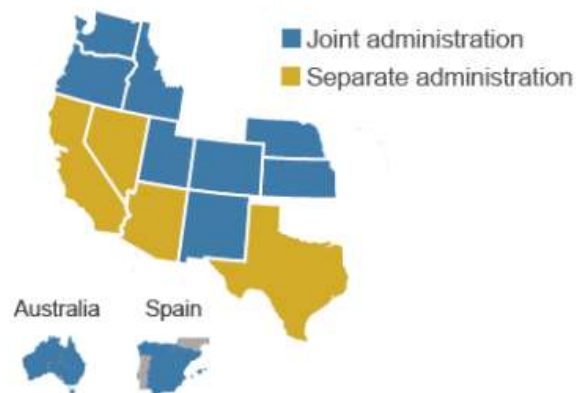 Joint administration
Separate administration
Australia
Spain